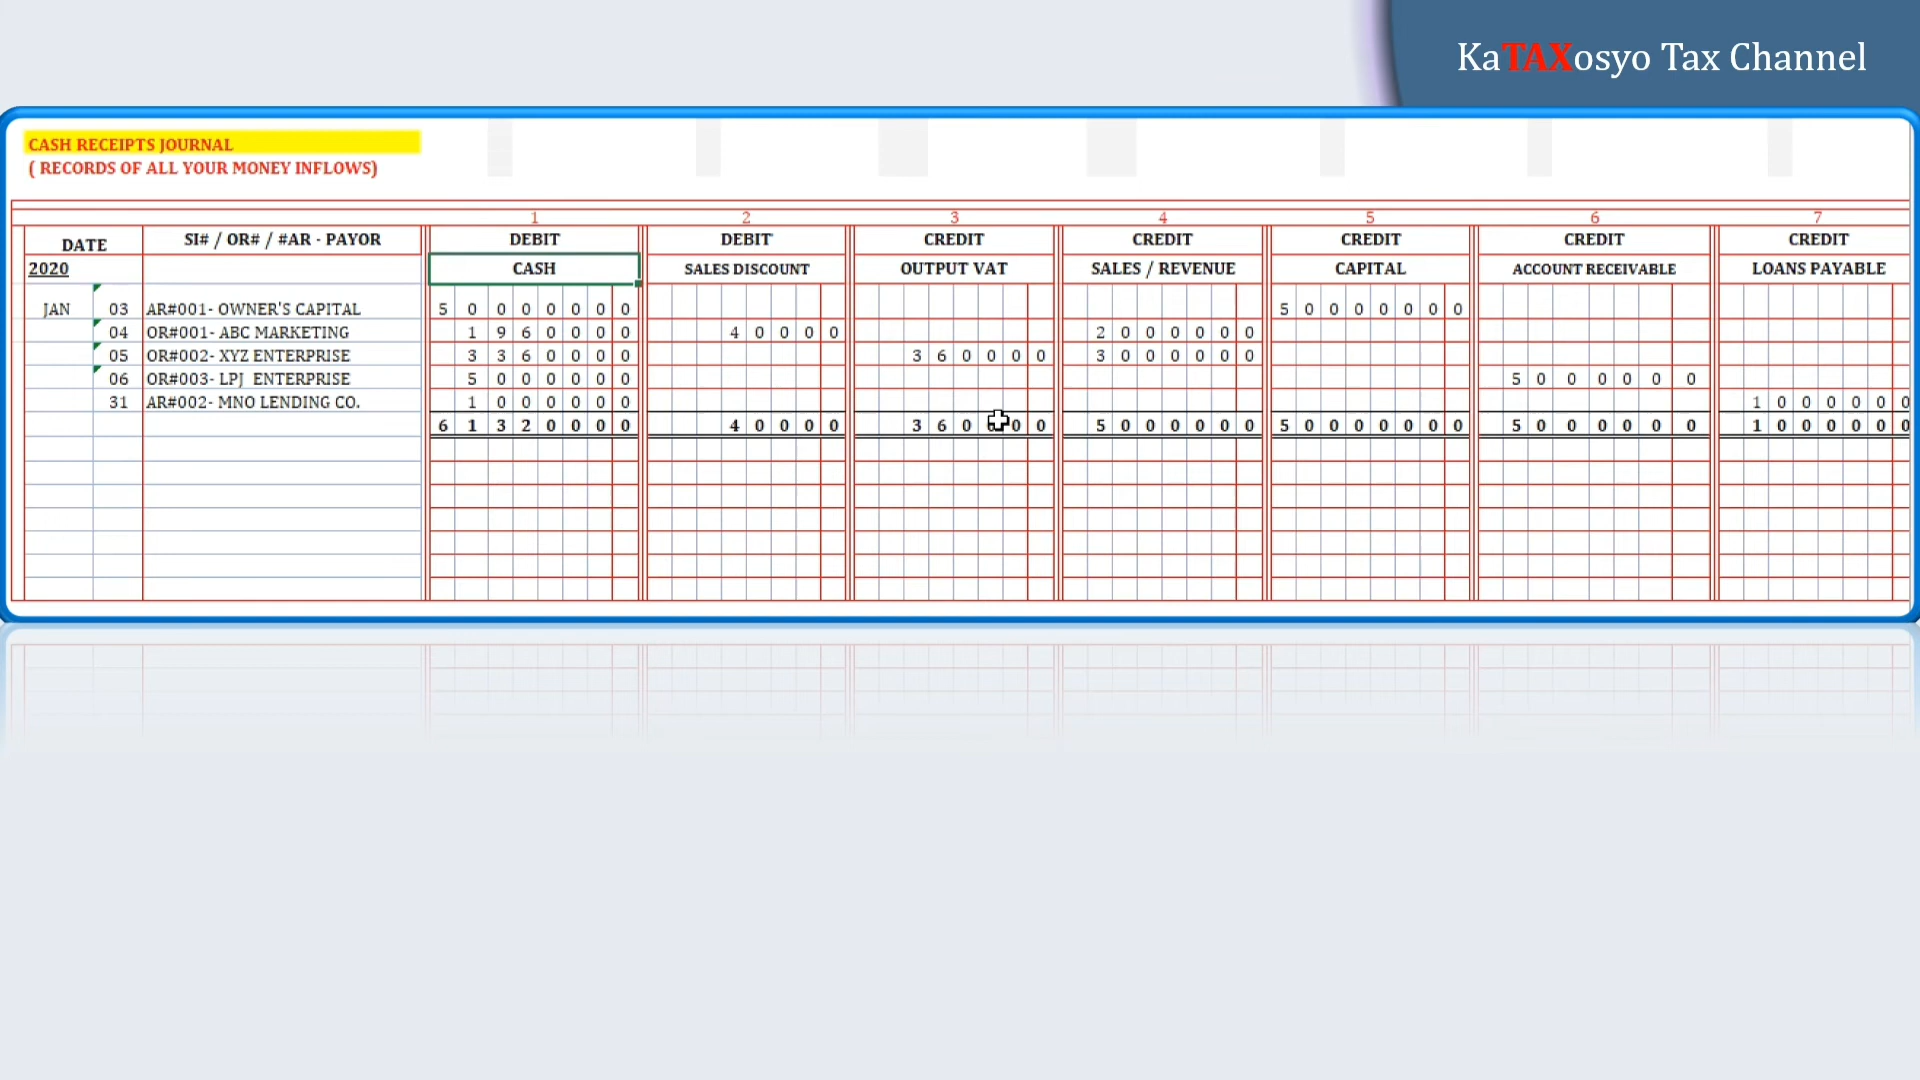 KaTAXosyo Tax Channel
CASH RECEIPTS JOURNAL
( RECORDS OF ALL YOUR MONEY INFLOWS)
1 2 3 4 5 6 7
DATE SI# / OR# / #AR - PAYOR DEBIT DEBIT CREDIT CREDIT CREDIT CREDIT CREDIT
2020 CASH SALES DISCOUNT OUTPUT VAT SALES / REVENUE CAPITAL ACCOUNT RECEIVABLE LOANS PAYABLE
JAN 03 AR#001- OWNER'S CAPITAL 5 0 0 0 0 0 0 0 5 0 0 0 0 0 0 0
04 OR#001- ABC MARKETING 1 9 6 0 0 0 0 4 0 0 0 0 2 0 0 0 0 0 0
05 OR#002- XYZ ENTERPRISE 3 3 6 0 0 0 0 3 6 0 0 0 0 3 0 0 0 0 0 0
06 OR#003- LPJ ENTERPRISE 5 0 0 0 0 0 0 5 0 0 0 0 0 0
31 AR#002- MNO LENDING CO. 1 0 0 0 0 0 0 1 0 0 0 0 0 0
6 1 3 2 0 0 0 0 4 0 0 0 0 3 6 0 0 0 5 0 0 0 0 0 0 5 0 0 0 0 0 0 0 5 0 0 0 0 0 0 1 0 0 0 0 0 0